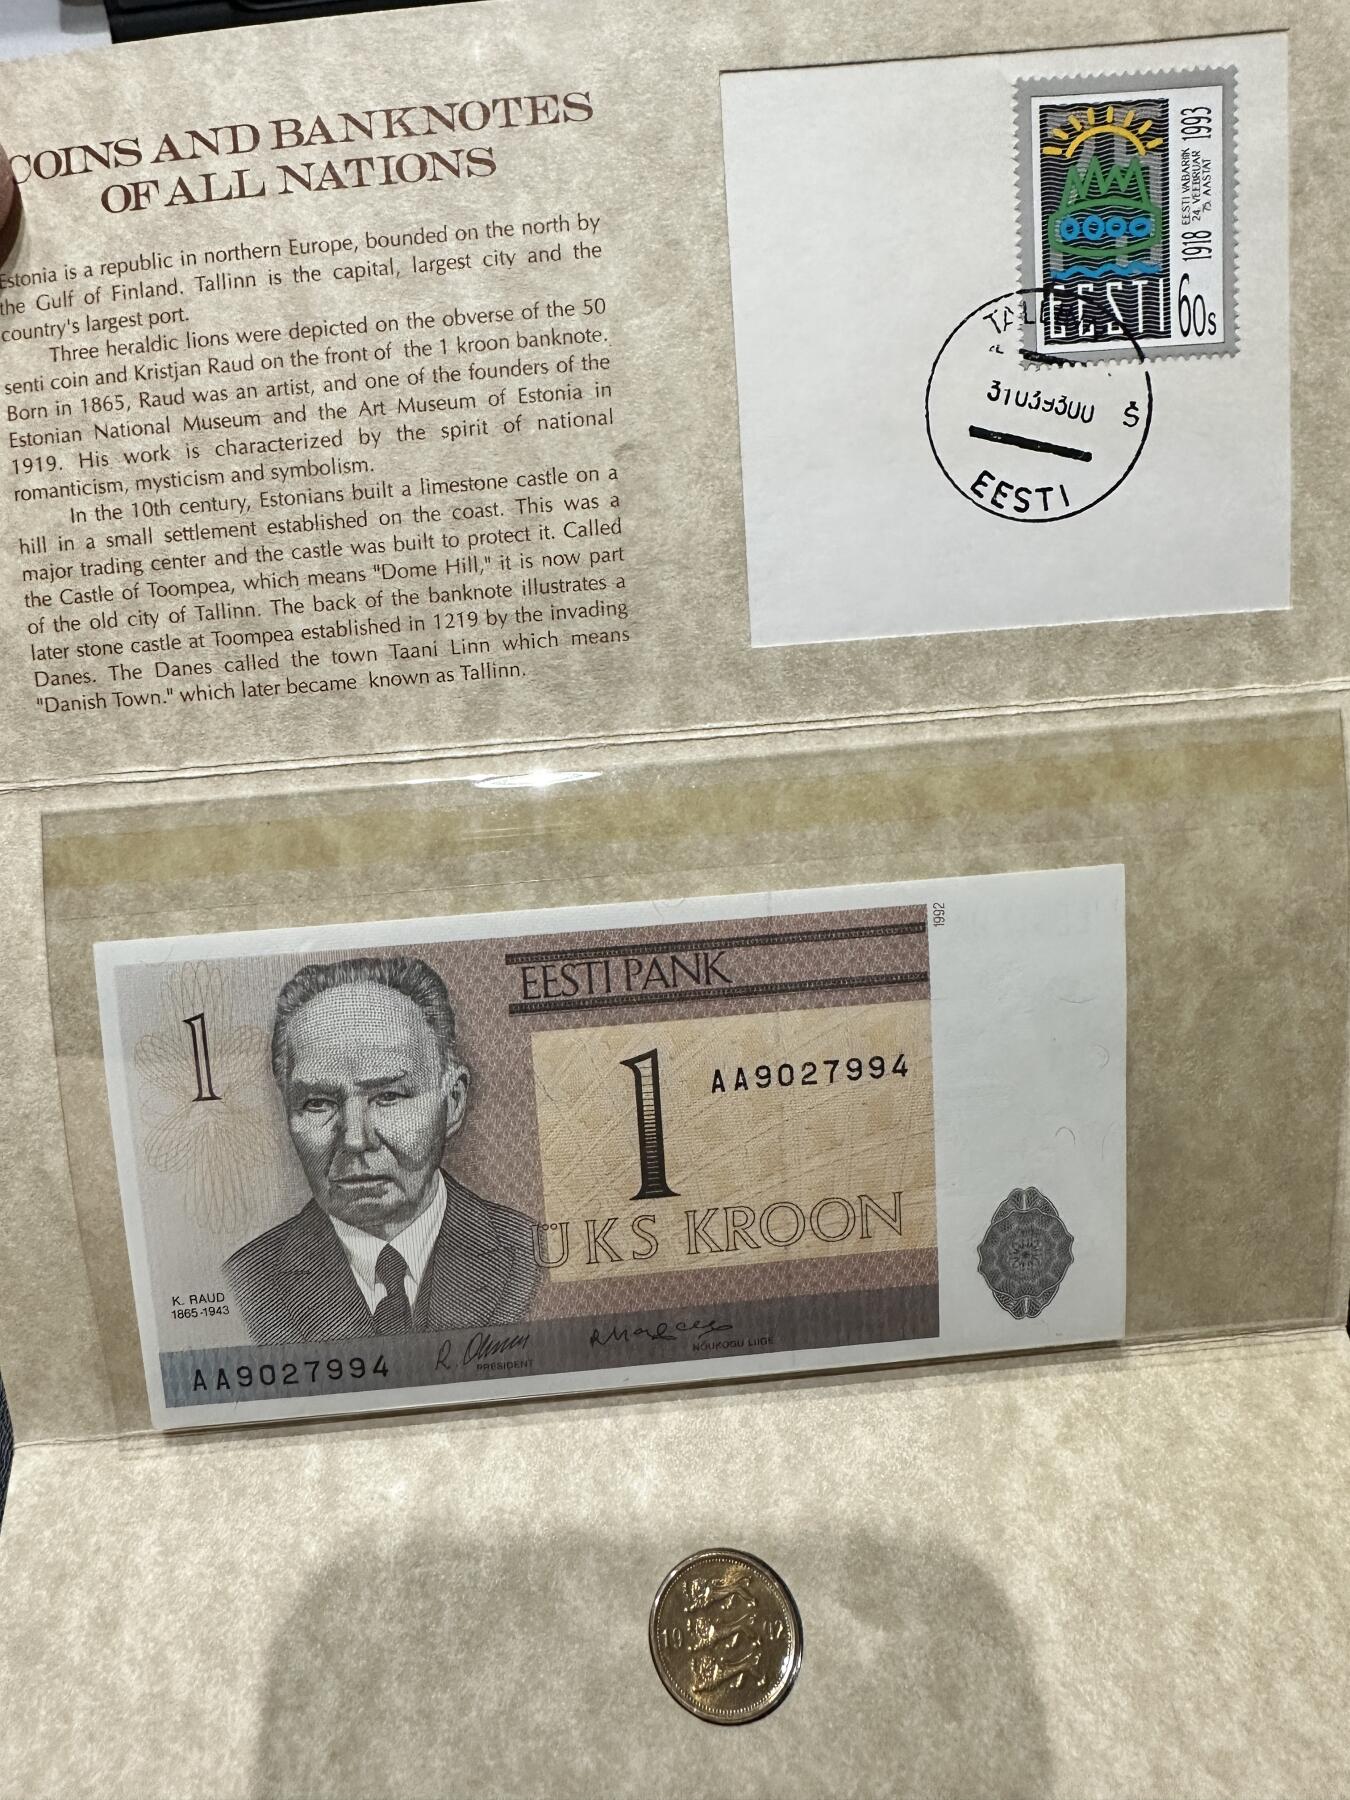 COINS AND BANKNOTES
OF ALL NATIONS
Estonia is a republic in northern Europe, bounded on the north by
the Gulf of Finland. Tallinn is the capital, largest city and the
country's largest port.
Three heraldic lions were depicted on the obverse of the 50
senti coin and Kristjan Raud on the front of the 1 kroon banknote.
Born in 1865, Raud was an artist, and one of the founders of the
Estonian National Museum and the Art Museum of Estonia in
1919. His work is characterized by the spirit of national
romanticism, mysticism and symbolism.
In the 10th century, Estonians built a limestone castle on a
hill in a small settlement established on the coast. This was a
major trading center and the castle was built to protect it. Called
the Castle of Toompea, which means "Dome Hill," it is now part
of the old city of Tallinn. The back of the banknote illustrates a
later stone castle at Toompea established in 1219 by the invading
Danes. The Danes called the town Taani Linn which means
"Danish Town." which later became known as Tallinn.
1918 EESTI VABARIIK 1993
24. VEEBRUAR
75. AASTAT
EESTI 60s
31039300 Š
EESTI
1992
EESTI PANK
1
1
AA9027994
ÜKS KROON
K. RAUD
1865-1943
PRESIDENT
NÕUKOGU LIIGE
AA9027994
1992